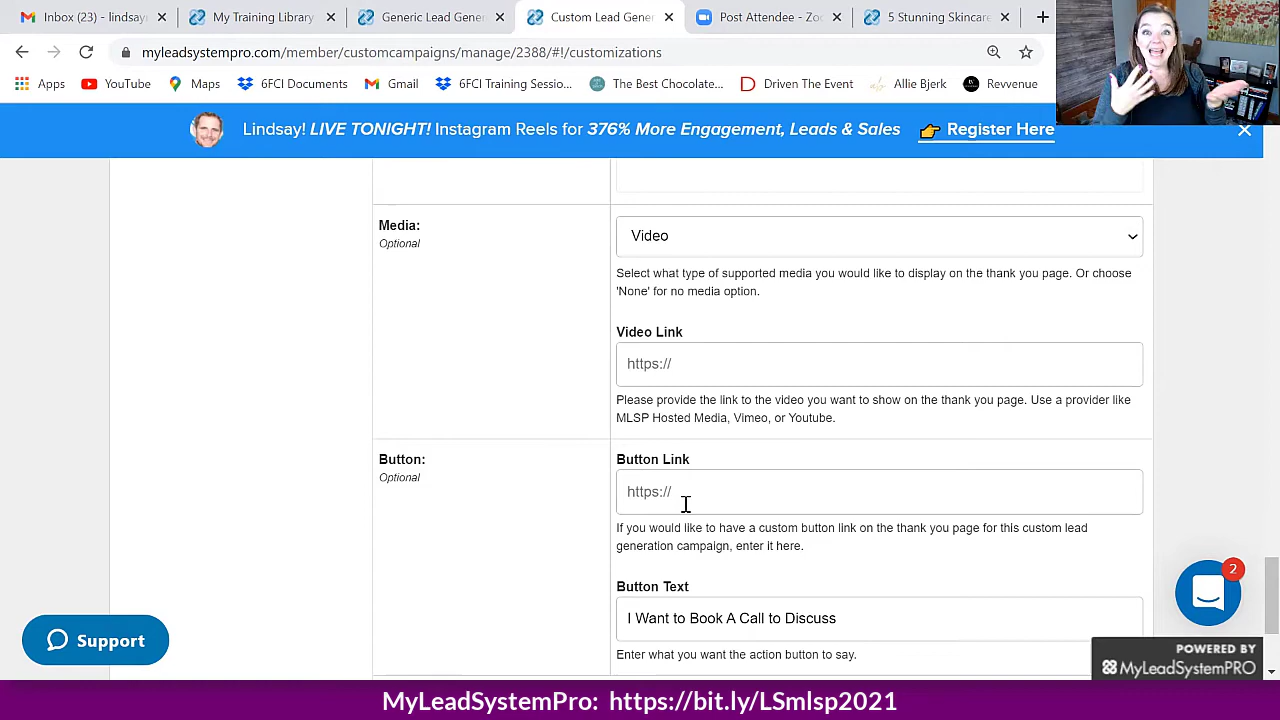 Inbox (23) - lindsay
My Training Library
Generic Lead Gene
Custom Lead G
Post Attendee - Z
5 Stunning Skincar
myleadsystempro.com/member/custom-campaigns/manage/2388/#!/customizations
Apps
YouTube
Maps
GFCI Documents
Gmail
GFCI Training
The Best Chocolate...
Driven The Event
Allie Bjerk
Revvenue
Lindsay! LIVE TONIGHT! Instagram Reels for 376% More Engagement, Leads & Sales 👉 Register Here
Media:
Optional
Video
Select what type of supported media you would like to display on the thank you page. Or choose
'None' for no media option.
Video Link
https://
Please provide the link to the video you want to show on the thank you page. Use a provider like
MLSP Hosted Media, Vimeo, or Youtube.
Button:
Optional
Button Link
https://
If you would like to have a custom button link on the thank you page for this custom lead
generation campaign, enter it here.
Button Text
I Want to Book A Call to Discuss
Enter what you want the action button to say.
Support
2
POWERED BY
MyLeadSystemPRO
MyLeadSystemPro: https://bit.ly/LSmlsp2021